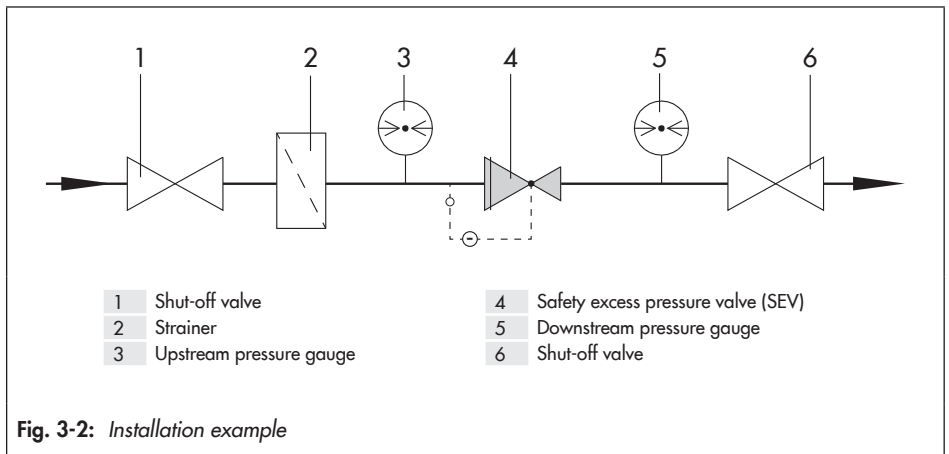 1 2 3 4 5 6
1 Shut-off valve
2 Strainer
3 Upstream pressure gauge
4 Safety excess pressure valve (SEV)
5 Downstream pressure gauge
6 Shut-off valve
Fig. 3-2: Installation example